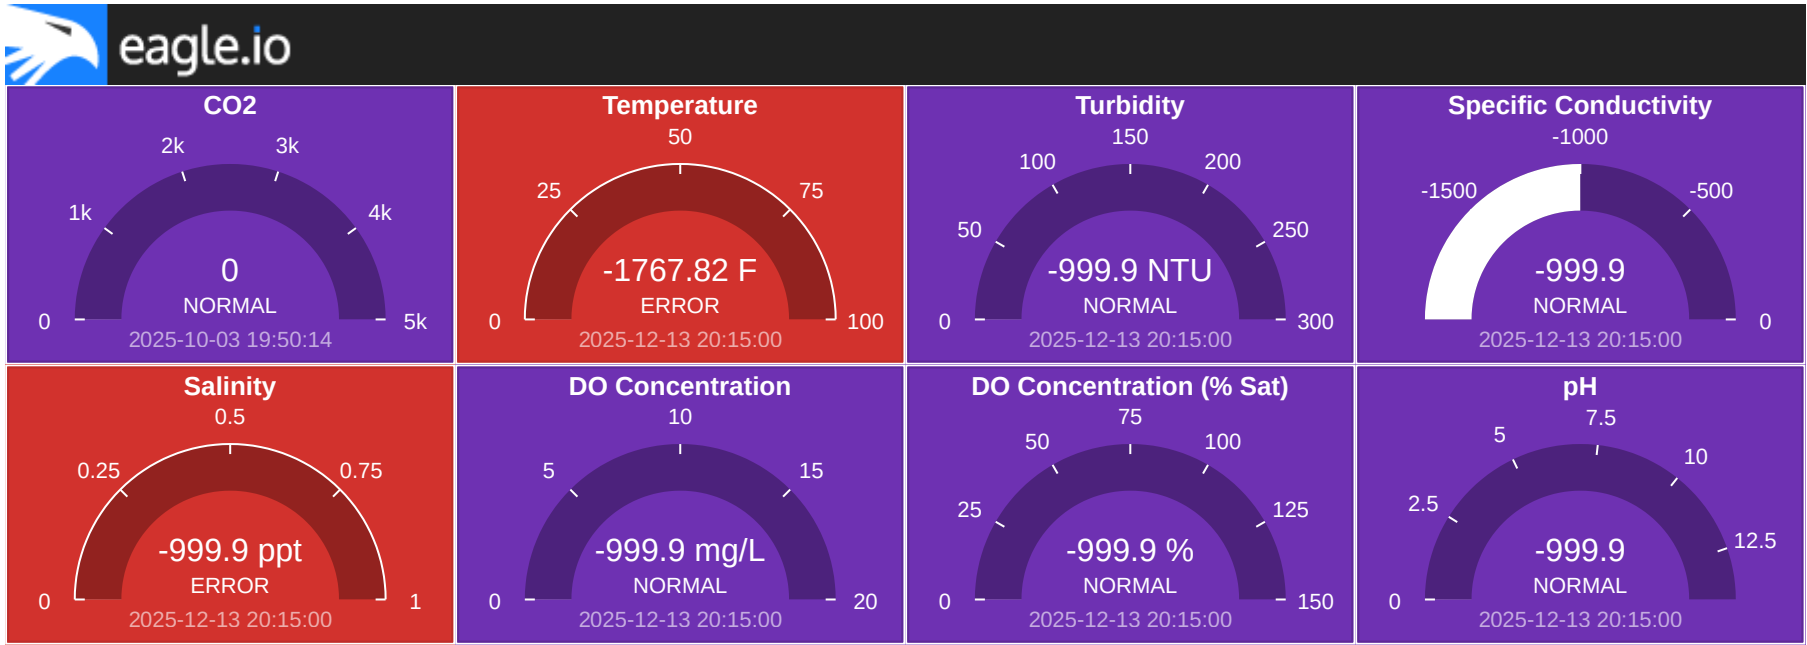 eagle.io
CO2
2k 3k
1k 4k
0
NORMAL
0 5k
2025-10-03 19:50:14
Temperature
50
25 75
-1767.82 F
ERROR
0 100
2025-12-13 20:15:00
Turbidity
150
100 200
50 250
-999.9 NTU
NORMAL
0 300
2025-12-13 20:15:00
Specific Conductivity
-1000
-1500 -500
-999.9
NORMAL
0
2025-12-13 20:15:00
Salinity
0.5
0.25 0.75
-999.9 ppt
ERROR
0 1
2025-12-13 20:15:00
DO Concentration
10
5 15
-999.9 mg/L
NORMAL
0 20
2025-12-13 20:15:00
DO Concentration (% Sat)
75
50 100
25 125
-999.9 %
NORMAL
0 150
2025-12-13 20:15:00
pH
7.5
5 10
2.5 12.5
-999.9
NORMAL
0
2025-12-13 20:15:00